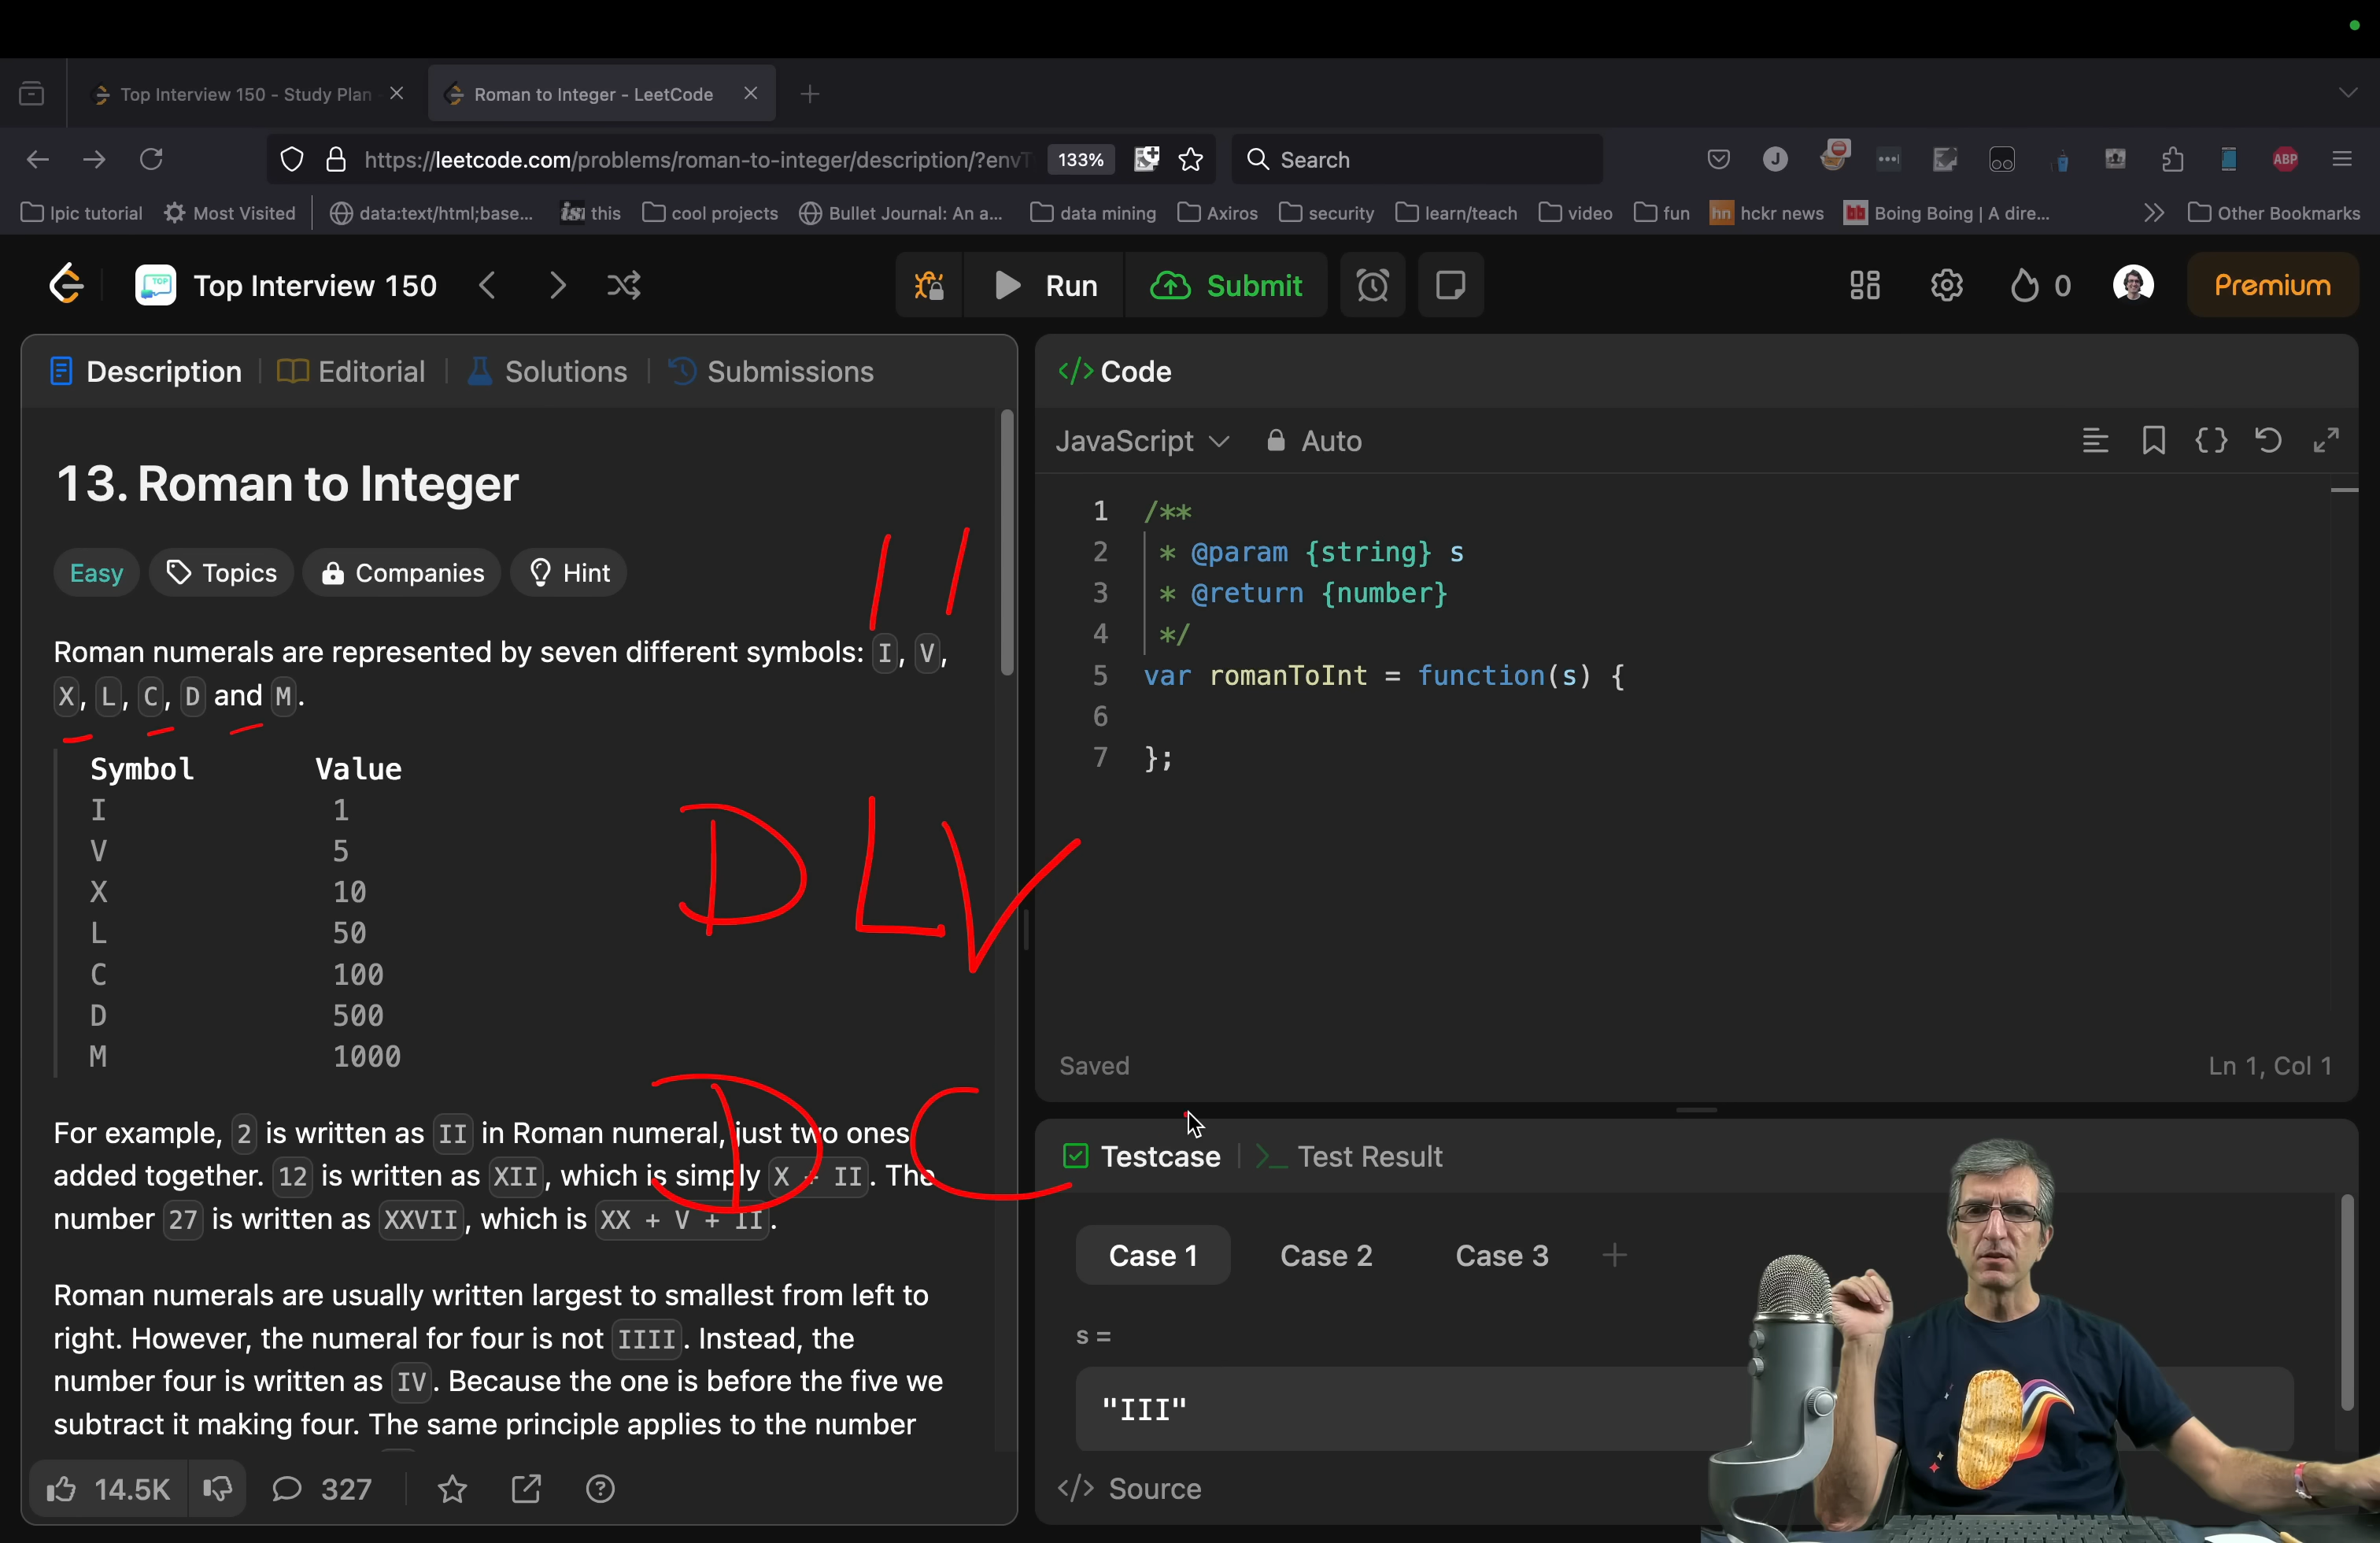 Top Interview 150 - Study Plan
Roman to Integer - LeetCode
https://leetcode.com/problems/roman-to-integer/description/?envT
133%
Search
J
ABP
Ipic tutorial
Most Visited
data:text/html;base...
this
cool projects
Bullet Journal: An a...
data mining
Axiros
security
learn/teach
video
fun
hn hckr news
bb Boing Boing | A dire...
Other Bookmarks
TOP
Top Interview 150
Run
Submit
0
Premium
Description
Editorial
Solutions
Submissions
13. Roman to Integer
Easy
Topics
Companies
Hint
Roman numerals are represented by seven different symbols: I, V,
X, L, C, D and M.
Symbol Value
I 1
V 5
X 10
L 50
C 100
D 500
M 1000
D L V
For example, 2 is written as II in Roman numeral, just two ones
added together. 12 is written as XII, which is simply X + II. The
number 27 is written as XXVII, which is XX + V + II.
D C
Roman numerals are usually written largest to smallest from left to
right. However, the numeral for four is not IIII. Instead, the
number four is written as IV. Because the one is before the five we
subtract it making four. The same principle applies to the number
14.5K
327
</> Code
JavaScript
Auto
1 /**
2 * @param {string} s
3 * @return {number}
4 */
5 var romanToInt = function(s) {
6
7 };
Saved
Ln 1, Col 1
Testcase
Test Result
Case 1
Case 2
Case 3
s =
"III"
</> Source